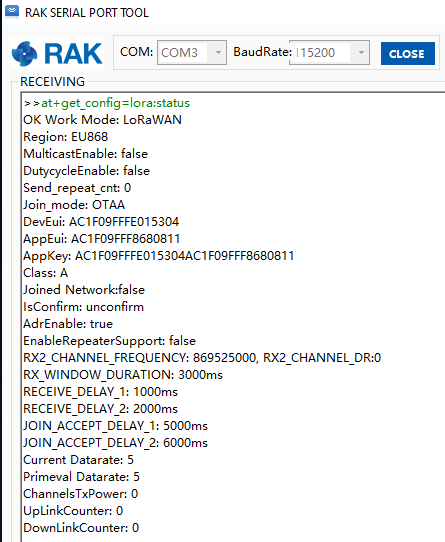 RAK SERIAL PORT TOOL
RAK COM: COM3 BaudRate: 115200 CLOSE
RECEIVING
>>at+get_config=lora:status
OK Work Mode: LoRaWAN
Region: EU868
MulticastEnable: false
DutycycleEnable: false
Send_repeat_cnt: 0
Join_mode: OTAA
DevEui: AC1F09FFFE015304
AppEui: AC1F09FFF8680811
AppKey: AC1F09FFFE015304AC1F09FFF8680811
Class: A
Joined Network:false
IsConfirm: unconfirm
AdrEnable: true
EnableRepeaterSupport: false
RX2_CHANNEL_FREQUENCY: 869525000, RX2_CHANNEL_DR:0
RX_WINDOW_DURATION: 3000ms
RECEIVE_DELAY_1: 1000ms
RECEIVE_DELAY_2: 2000ms
JOIN_ACCEPT_DELAY_1: 5000ms
JOIN_ACCEPT_DELAY_2: 6000ms
Current Datarate: 5
Primeval Datarate: 5
ChannelsTxPower: 0
UpLinkCounter: 0
DownLinkCounter: 0